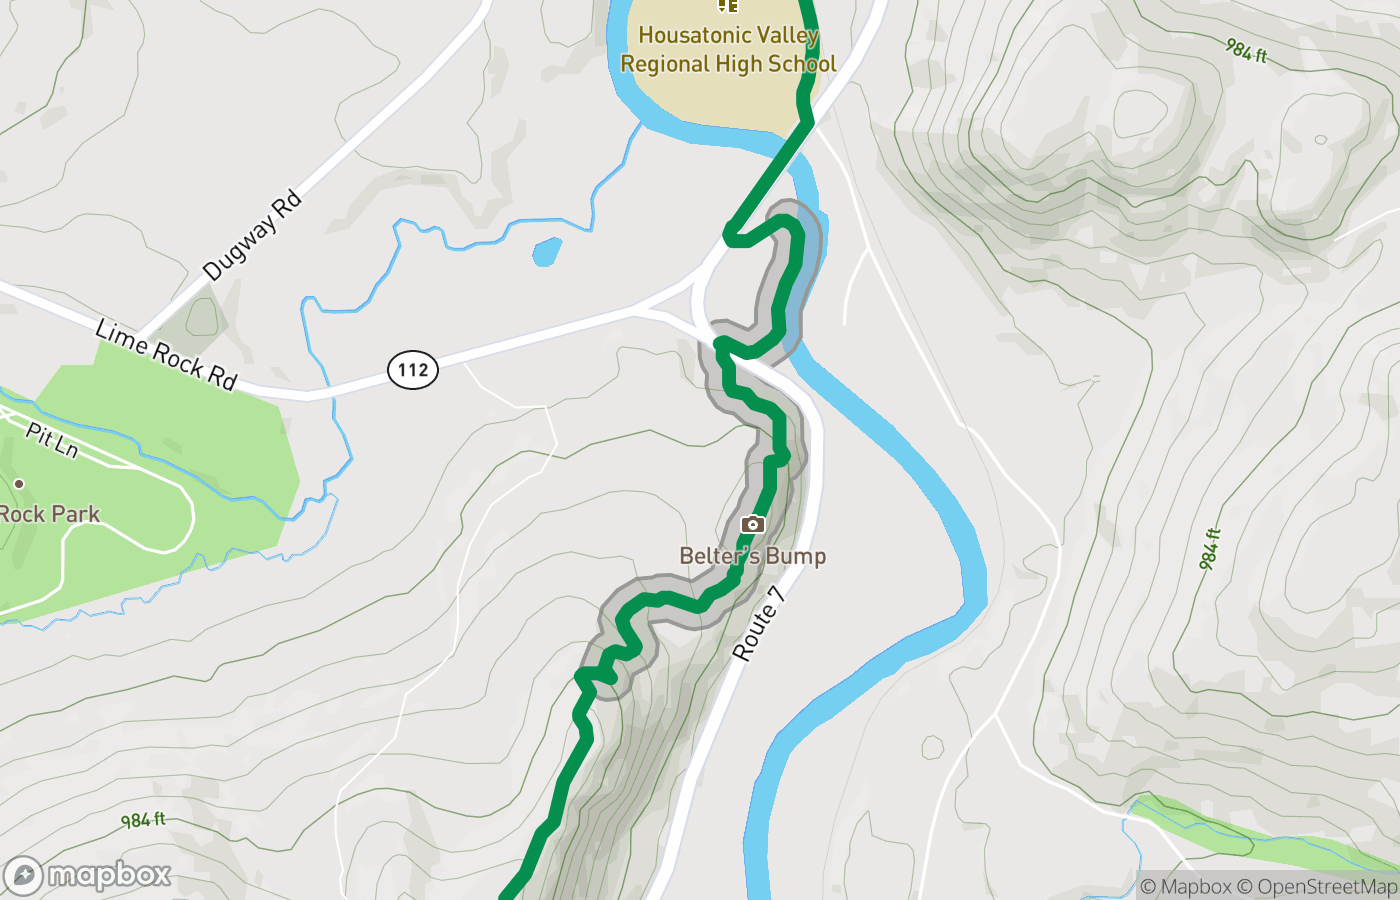 Housatonic Valley
Regional High School
984 ft
Dugway Rd
Lime Rock Rd
112
Pit Ln
Rock Park
Belter's Bump
984 ft
Route 7
984 ft
mapbox
© Mapbox © OpenStreetMap